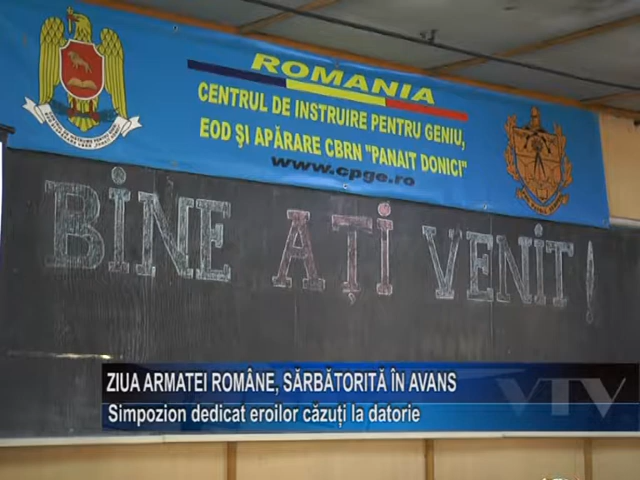 ROMANIA
CENTRUL DE INSTRUIRE PENTRU GENIU,
EOD ŞI APĂRARE CBRN "PANAIT DONICI"
www.cpge.ro
BiNE AȚi VENiT!
ZIUA ARMATEI ROMÂNE, SĂRBĂTORITĂ ÎN AVANS
Simpozion dedicat eroilor căzuți la datorie
VTV